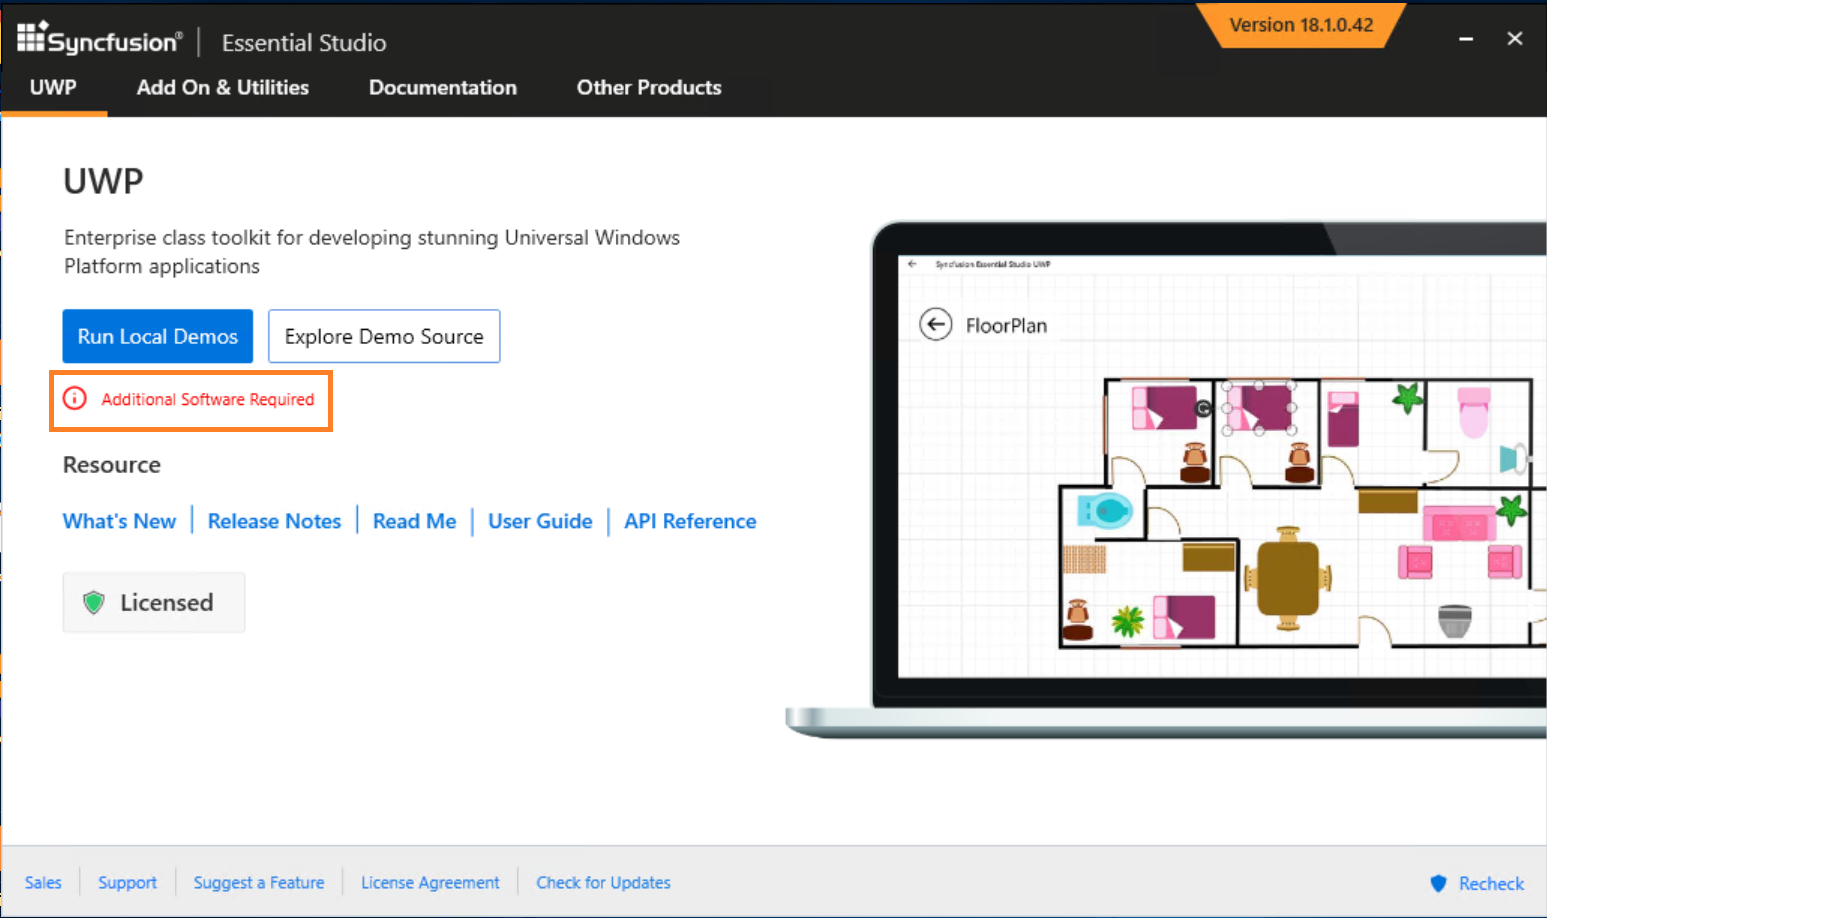 Syncfusion® | Essential Studio
Version 18.1.0.42
UWP
Add On & Utilities
Documentation
Other Products
UWP
Enterprise class toolkit for developing stunning Universal Windows
Platform applications
Run Local Demos
Explore Demo Source
Additional Software Required
Resource
What's New
Release Notes
Read Me
User Guide
API Reference
Licensed
Syncfusion Essential Studio UWP
FloorPlan
Sales
Support
Suggest a Feature
License Agreement
Check for Updates
Recheck